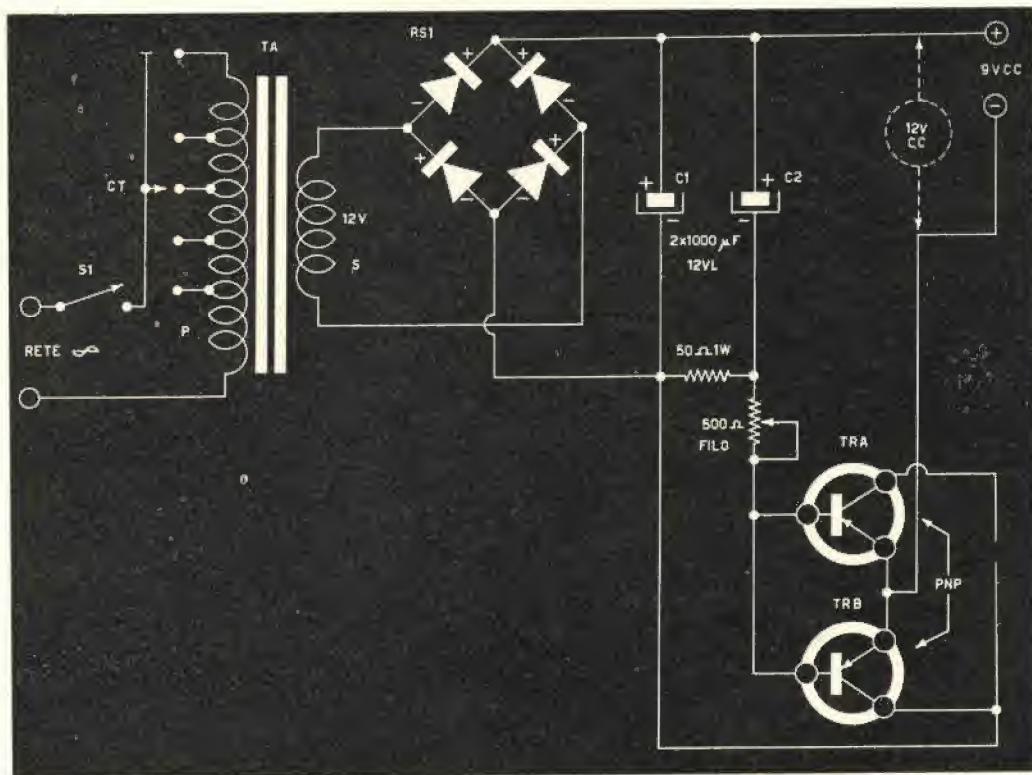 TA
RS1
+ +
- -
+ +
- -
CT
S1
P
RETE
12V
S
+ C1
-
+ C2
-
2x1000 µF
12VL
50 Ω 1W
500 Ω
FILO
12V
CC
+
9VCC
-
TRA
PNP
TRB